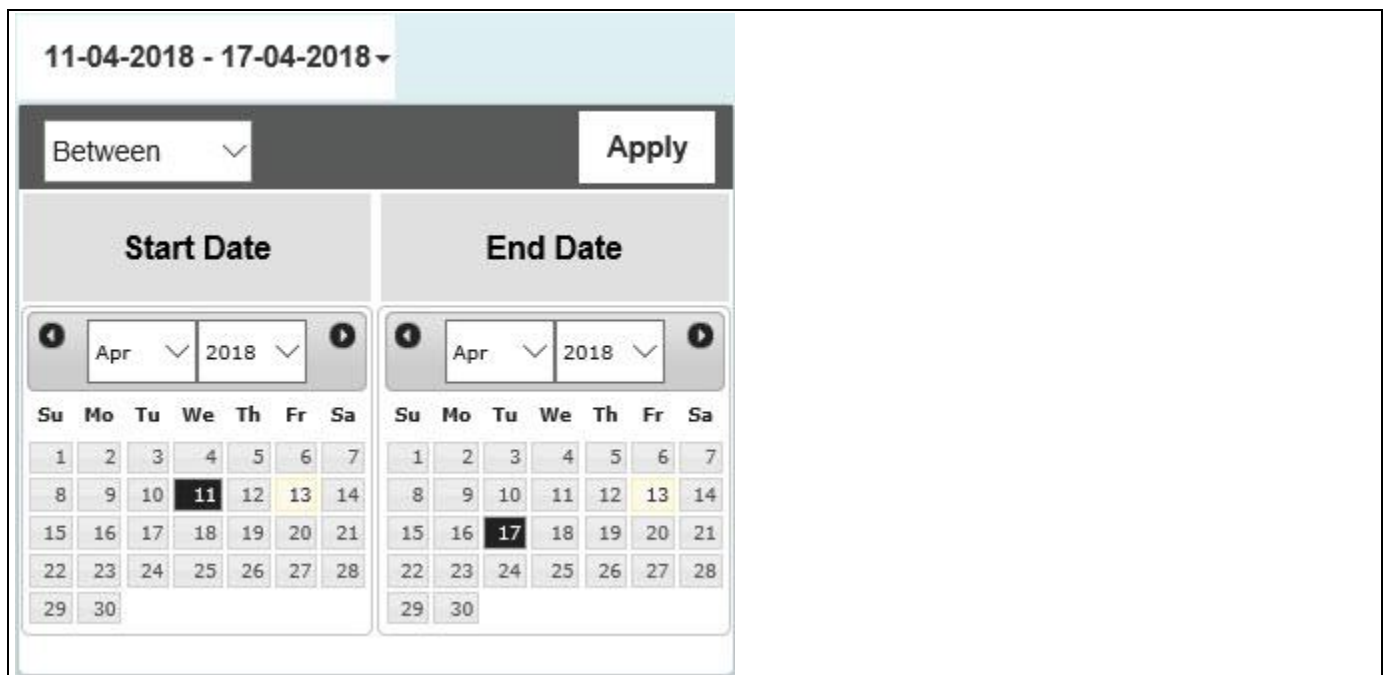 11-04-2018 - 17-04-2018
Between
Apply
Start Date
End Date
Apr 2018
Apr 2018
Su Mo Tu We Th Fr Sa
1 2 3 4 5 6 7
8 9 10 11 12 13 14
15 16 17 18 19 20 21
22 23 24 25 26 27 28
29 30
Su Mo Tu We Th Fr Sa
1 2 3 4 5 6 7
8 9 10 11 12 13 14
15 16 17 18 19 20 21
22 23 24 25 26 27 28
29 30